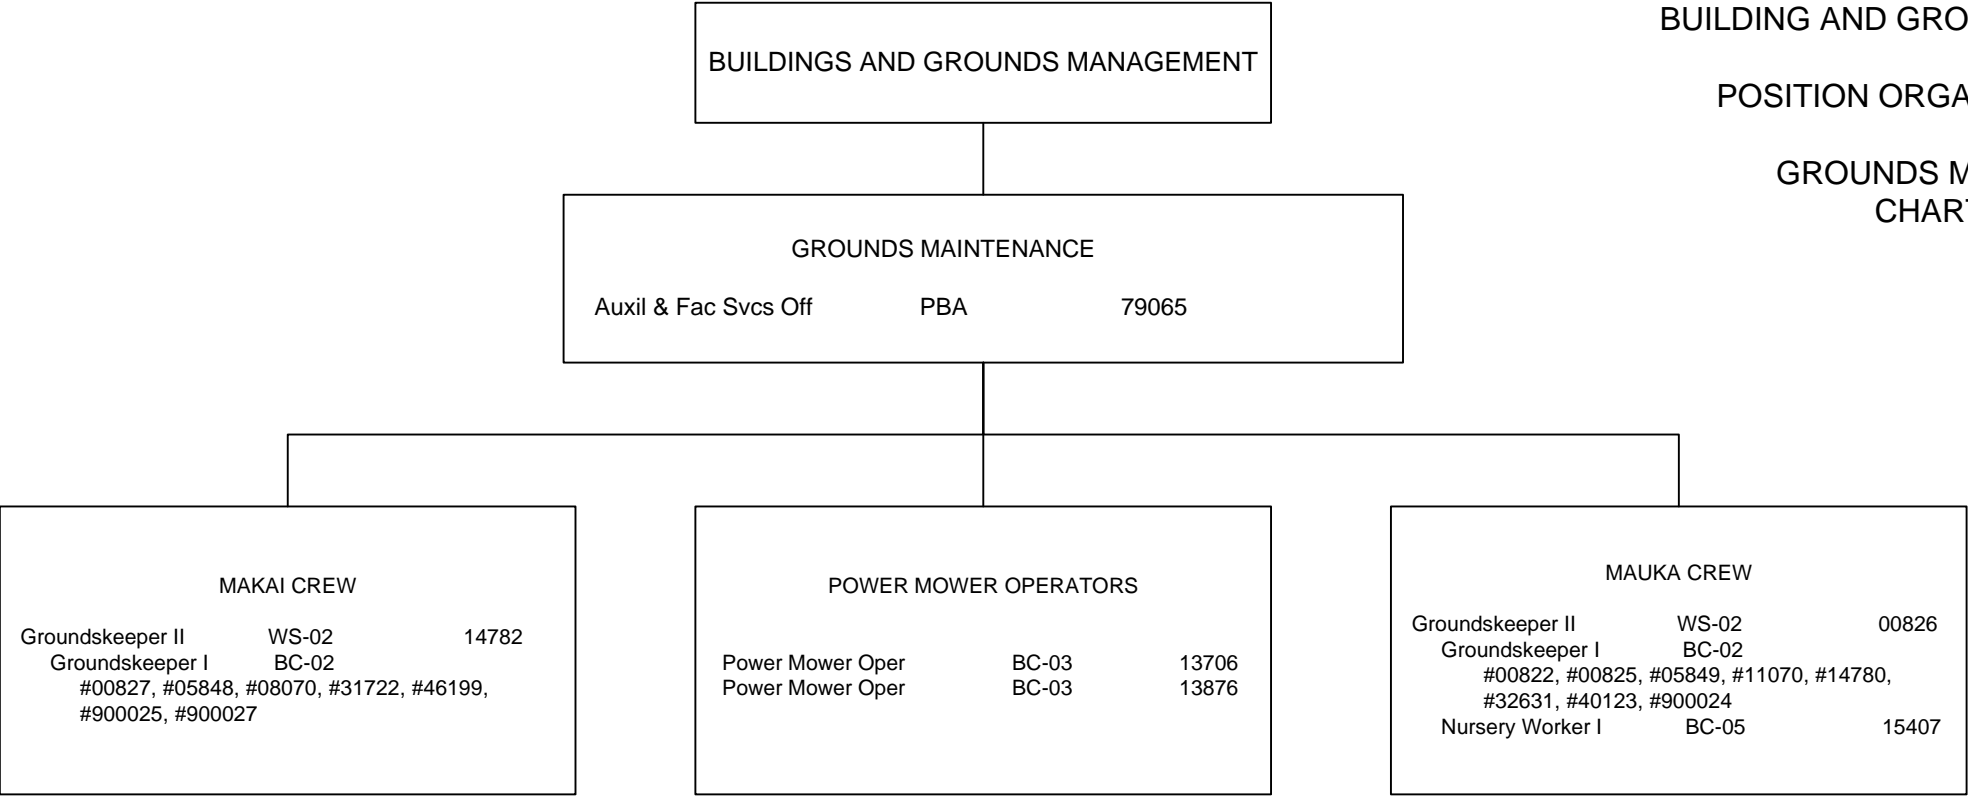 BUILDING AND GRO
POSITION ORGA
GROUNDS M
CHART
BUILDINGS AND GROUNDS MANAGEMENT
GROUNDS MAINTENANCE
Auxil & Fac Svcs Off PBA 79065
MAKAI CREW
Groundskeeper II WS-02 14782
Groundskeeper I BC-02
#00827, #05848, #08070, #31722, #46199,
#900025, #900027
POWER MOWER OPERATORS
Power Mower Oper BC-03 13706
Power Mower Oper BC-03 13876
MAUKA CREW
Groundskeeper II WS-02 00826
Groundskeeper I BC-02
#00822, #00825, #05849, #11070, #14780,
#32631, #40123, #900024
Nursery Worker I BC-05 15407